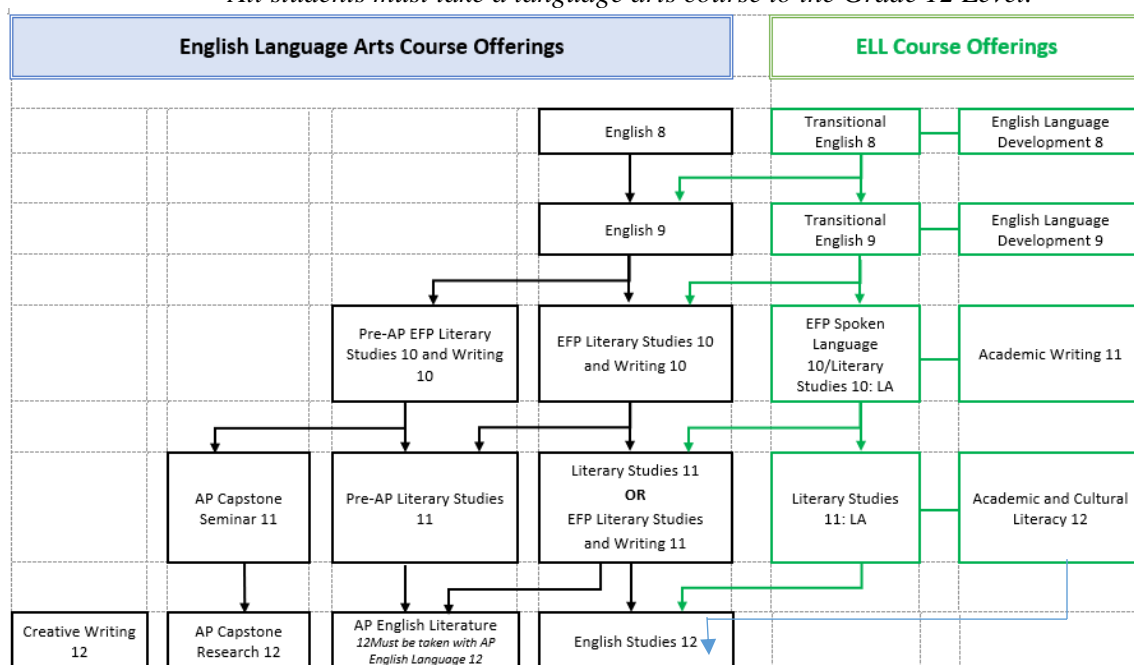 All students must take a language arts course to the Grade 12 Level.
English Language Arts Course Offerings
ELL Course Offerings
English 8
Transitional
English 8
English Language
Development 8
English 9
Transitional
English 9
English Language
Development 9
Pre-AP EFP Literary
Studies 10 and Writing
10
EFP Literary Studies 10
and Writing 10
EFP Spoken
Language
10/Literary
Studies 10: LA
Academic Writing 11
AP Capstone
Seminar 11
Pre-AP Literary Studies
11
Literary Studies 11
OR
EFP Literary Studies
and Writing 11
Literary Studies
11: LA
Academic and Cultural
Literacy 12
Creative Writing
12
AP Capstone
Research 12
AP English Literature
12Must be taken with AP
English Language 12
English Studies 12